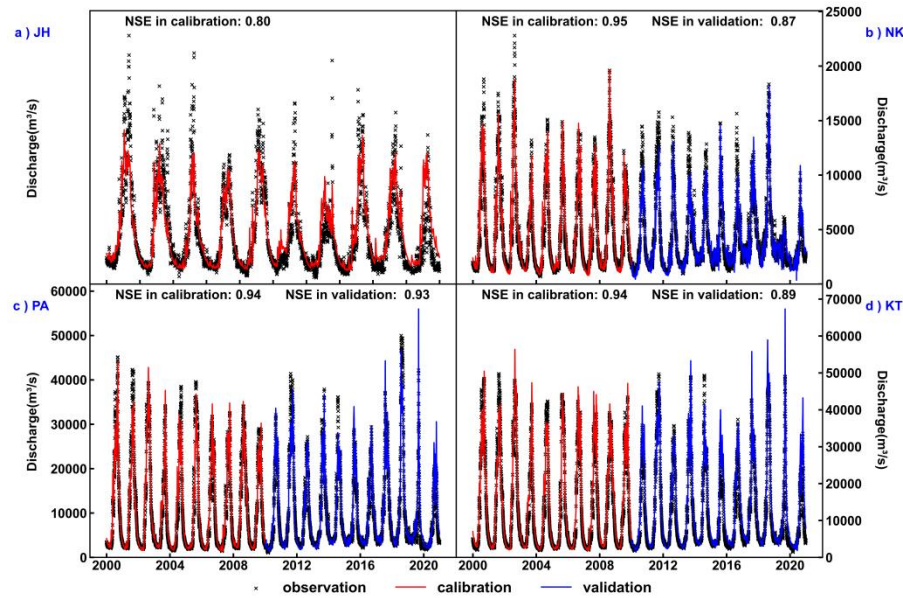 NSE in calibration: 0.80
a ) JH
Discharge(m³/s)
NSE in calibration: 0.95 NSE in validation: 0.87
b ) NK
25000
20000
15000
10000
5000
0
Discharge(m³/s)
NSE in calibration: 0.94 NSE in validation: 0.93
c ) PA
60000
50000
40000
30000
20000
10000
0
Discharge(m³/s)
2000 2004 2008 2012 2016 2020
NSE in calibration: 0.94 NSE in validation: 0.89
d ) KT
70000
60000
50000
40000
30000
20000
10000
0
Discharge(m³/s)
2000 2004 2008 2012 2016 2020
observation calibration validation